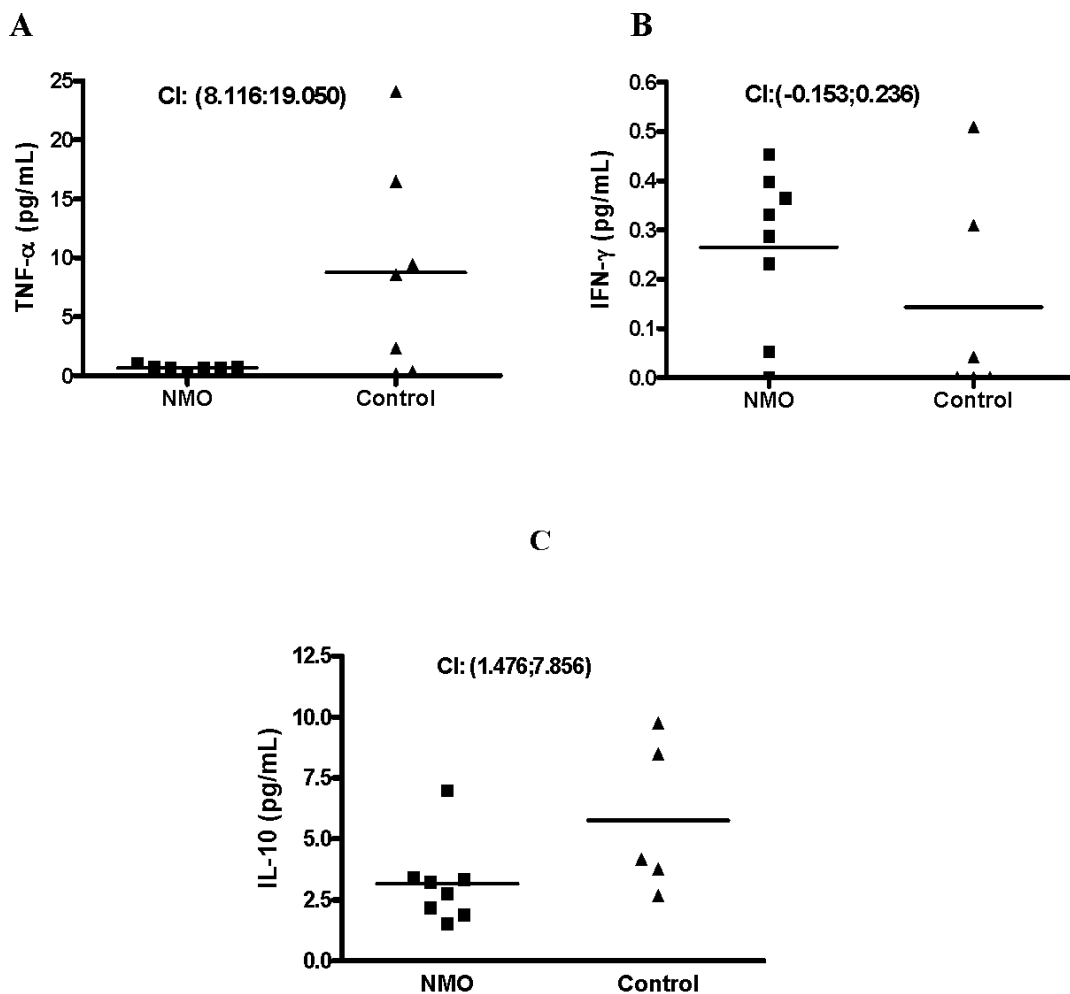 A
CI: (8.116:19.050)
TNF-α (pg/mL)
25
20
15
10
5
0
NMO Control
B
CI:(-0.153;0.236)
IFN-γ (pg/mL)
0.6
0.5
0.4
0.3
0.2
0.1
0.0
NMO Control
C
CI: (1.476;7.856)
IL-10 (pg/mL)
12.5
10.0
7.5
5.0
2.5
0.0
NMO Control